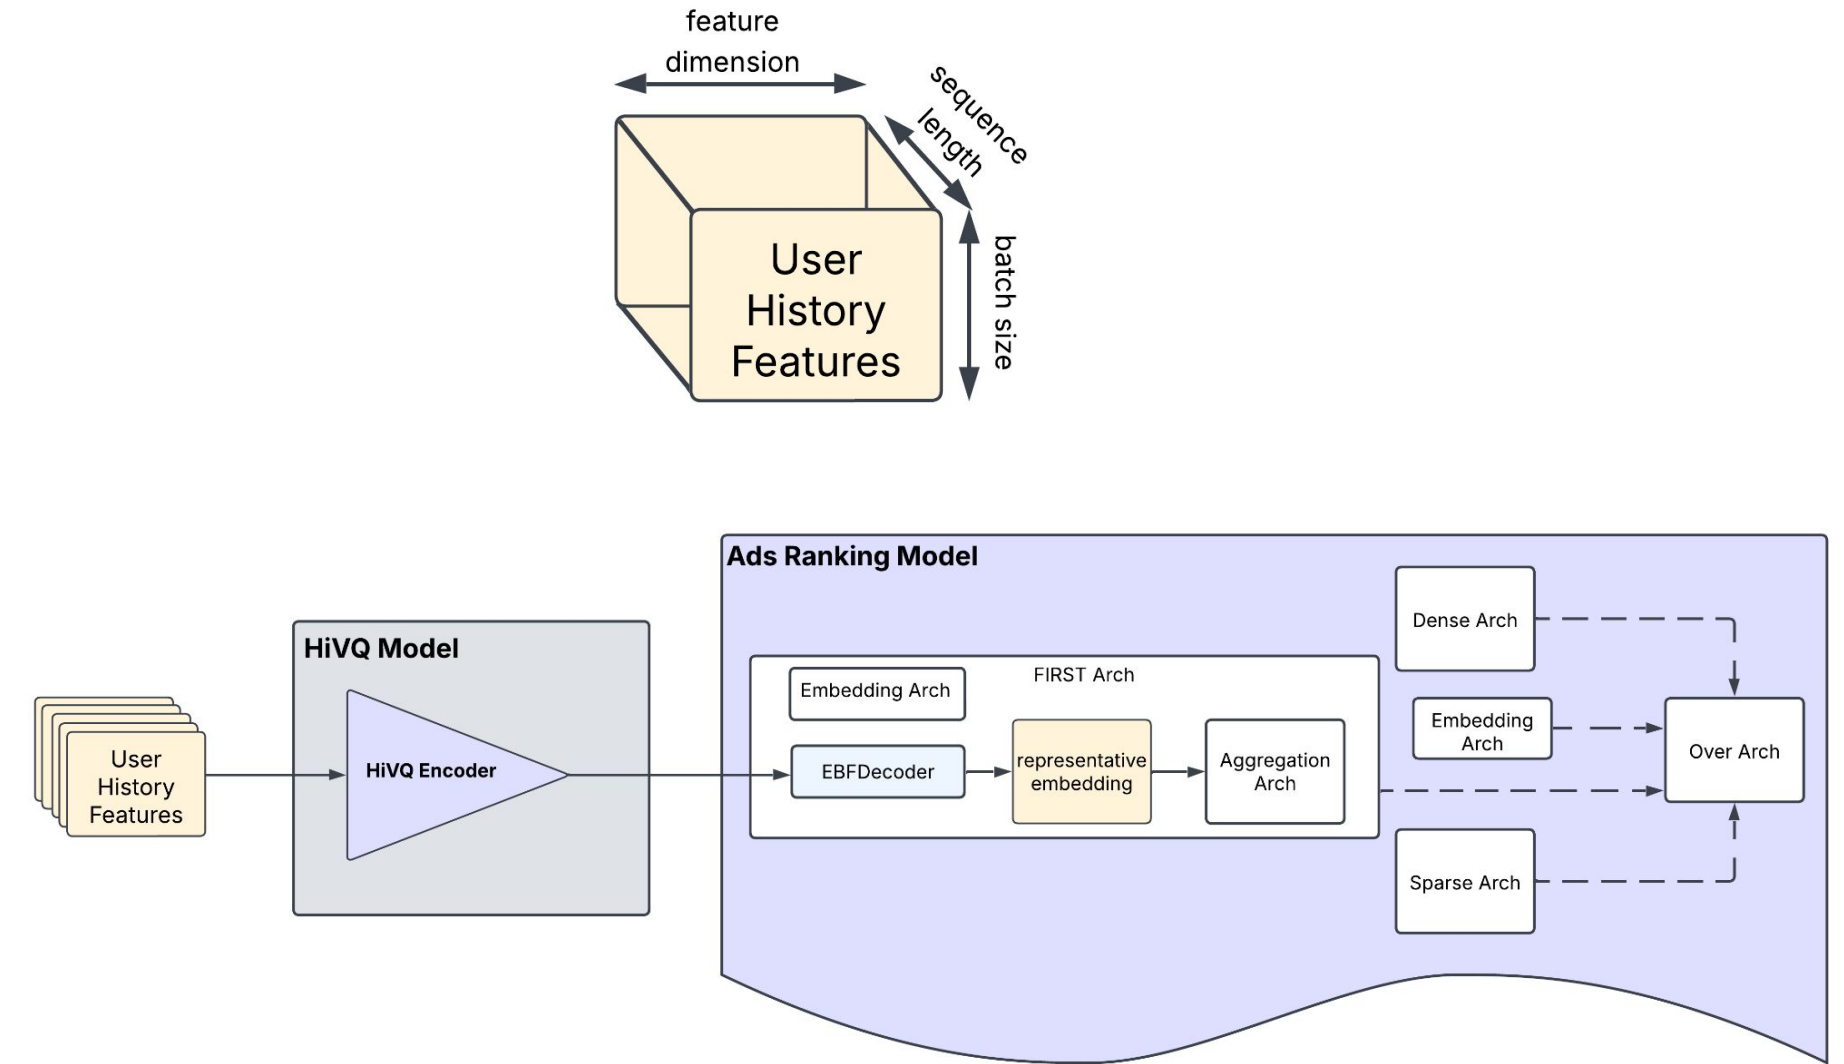 feature
dimension
sequence
length
batch size
User
History
Features
Ads Ranking Model
HiVQ Model
User
History
Features
HiVQ Encoder
FIRST Arch
Embedding Arch
EBFDecoder
representative
embedding
Aggregation
Arch
Dense Arch
Embedding
Arch
Over Arch
Sparse Arch